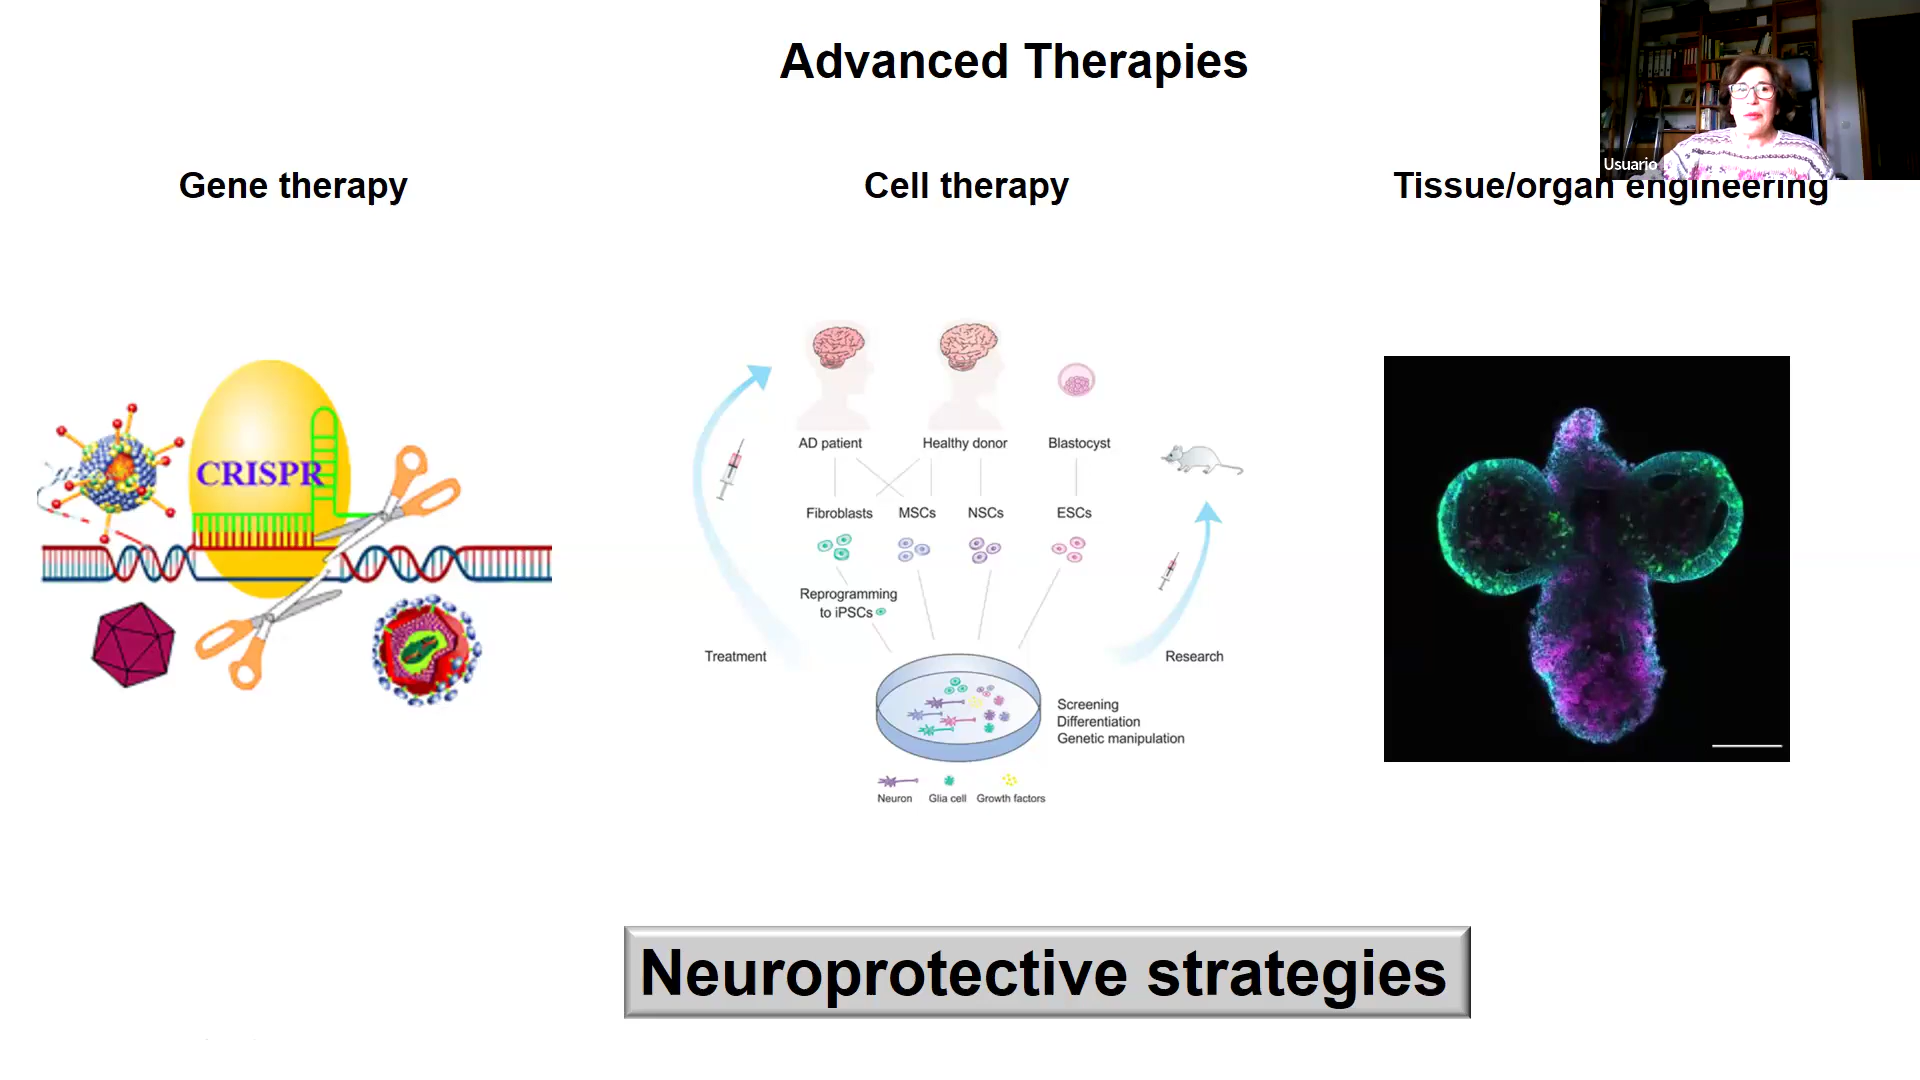 Advanced Therapies
Usuario
Gene therapy
Cell therapy
Tissue/organ engineering
CRISPR
AD patient
Healthy donor
Blastocyst
Fibroblasts
MSCs
NSCs
ESCs
Reprogramming
to iPSCs
Treatment
Research
Screening
Differentiation
Genetic manipulation
Neuron
Glia cell
Growth factors
Neuroprotective strategies